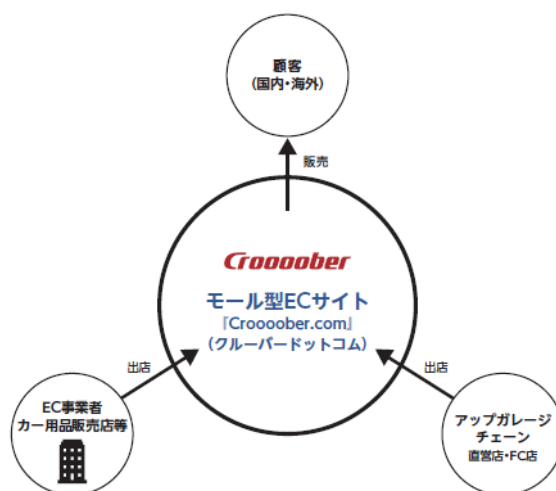 顧客
(国内・海外)
販売
Croooober
モール型ECサイト
『Croooober.com』
(クルーバードットコム)
出店
出店
EC事業者
カー用品販売店等
アップガレージ
チェーン
直営店・FC店